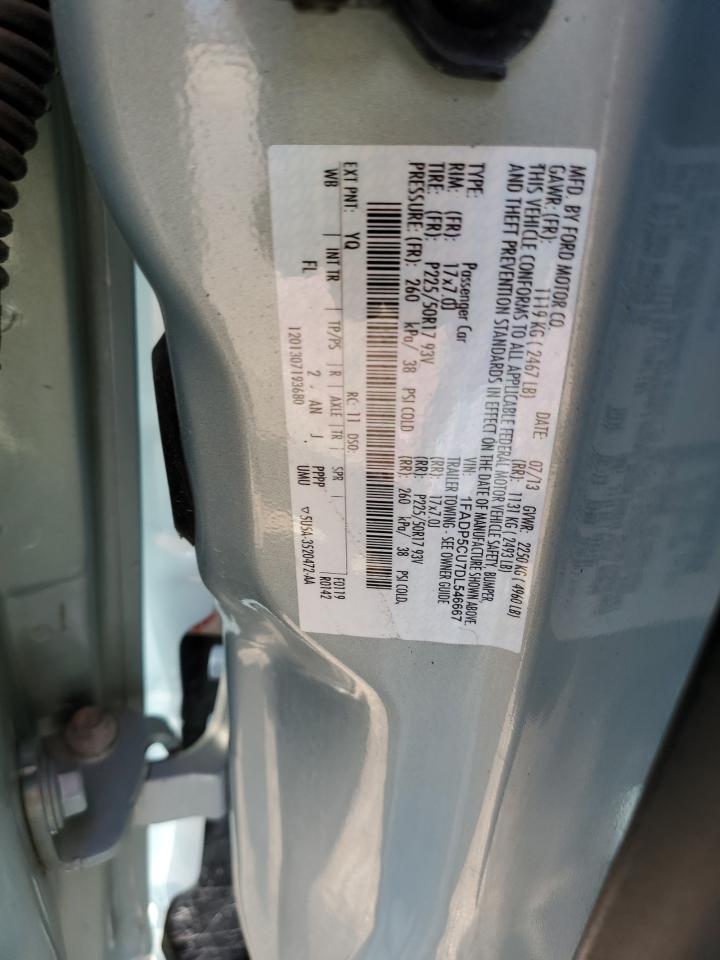 MFD. BY FORD MOTOR CO.
DATE: 07/13 GVWR: 2250 KG ( 4960 LB)
GAWR: (FR): 1119 KG ( 2467 LB) (RR): 1131 KG ( 2493 LB)
THIS VEHICLE CONFORMS TO ALL APPLICABLE FEDERAL MOTOR VEHICLE SAFETY, BUMPER,
AND THEFT PREVENTION STANDARDS IN EFFECT ON THE DATE OF MANUFACTURE SHOWN ABOVE.
VIN: 1FADP5CU7DL546667
TYPE: Passenger Car TRAILER TOWING - SEE OWNER GUIDE
RIM: (FR): 17x7.0J (RR): 17x7.0J
TIRE: (FR): P225/50R17 93V (RR): P225/50R17 93V
PRESSURE: (FR): 260 kPa/ 38 PSI COLD (RR): 260 kPa/ 38 PSI COLD
EXT PNT: YQ RC: 11 DSO:
WB INT TR TP/PS R AXLE TR SPR F0119
FL 2 . AN J . PPPP R0142
UMU
1201307193680 ▽5U5A-3520472-AA